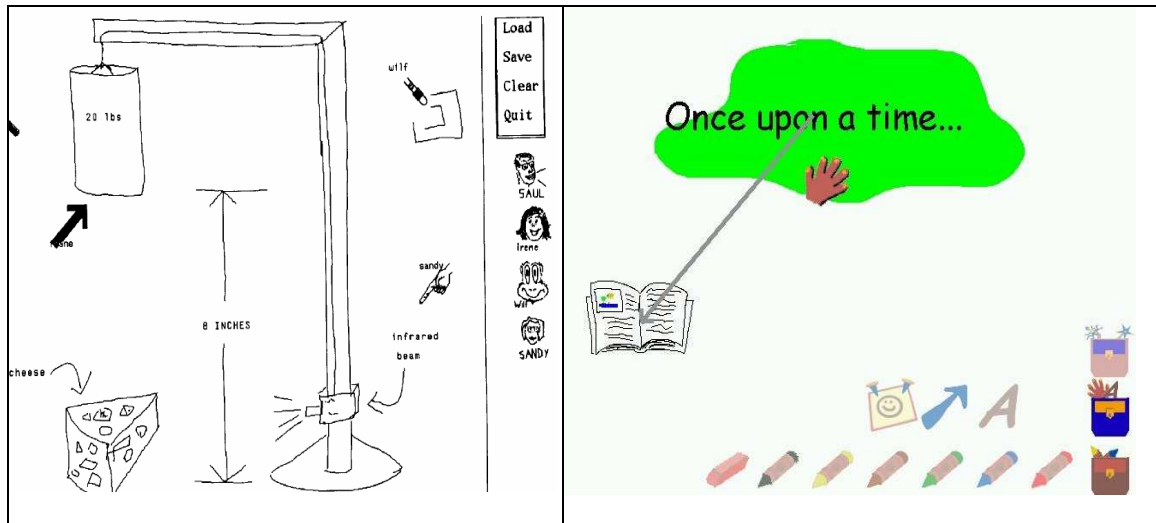 Load
Save
Clear
Quit
wilf
20 lbs
SAUL
irene
sandy
Wilf
SANDY
8 INCHES
infrared
beam
cheese
Once upon a time...
A